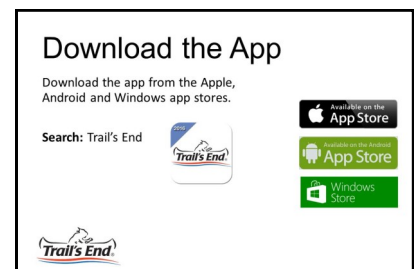 Download the App
Download the app from the Apple,
Android and Windows app stores.
Search: Trail's End
2016
Trail's End
Available on the
App Store
Available on the Android
App Store
Windows
Store
Trail's End